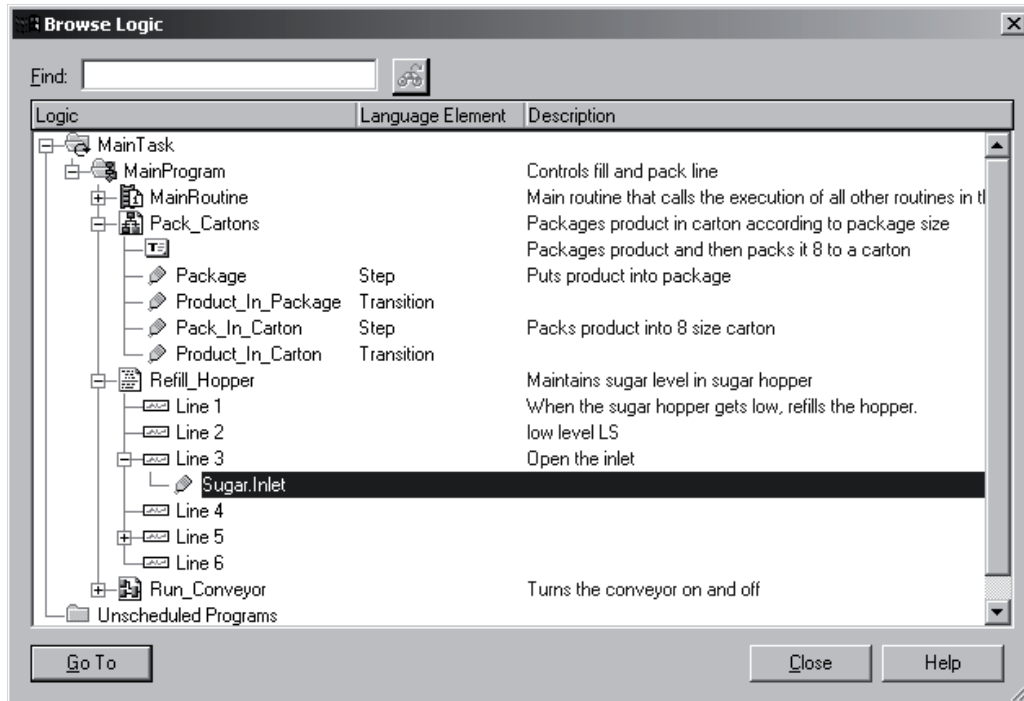 Browse Logic
Find:
Logic Language Element Description
MainTask
MainProgram Controls fill and pack line
MainRoutine Main routine that calls the execution of all other routines in
Pack_Cartons Packages product in carton according to package size
Packages product and then packs it 8 to a carton
Package Step Puts product into package
Product_In_Package Transition
Pack_In_Carton Step Packs product into 8 size carton
Product_In_Carton Transition
Refill_Hopper Maintains sugar level in sugar hopper
Line 1 When the sugar hopper gets low, refills the hopper.
Line 2 low level LS
Line 3 Open the inlet
Sugar.Inlet
Line 4
Line 5
Line 6
Run_Conveyor Turns the conveyor on and off
Unscheduled Programs
Go To Close Help